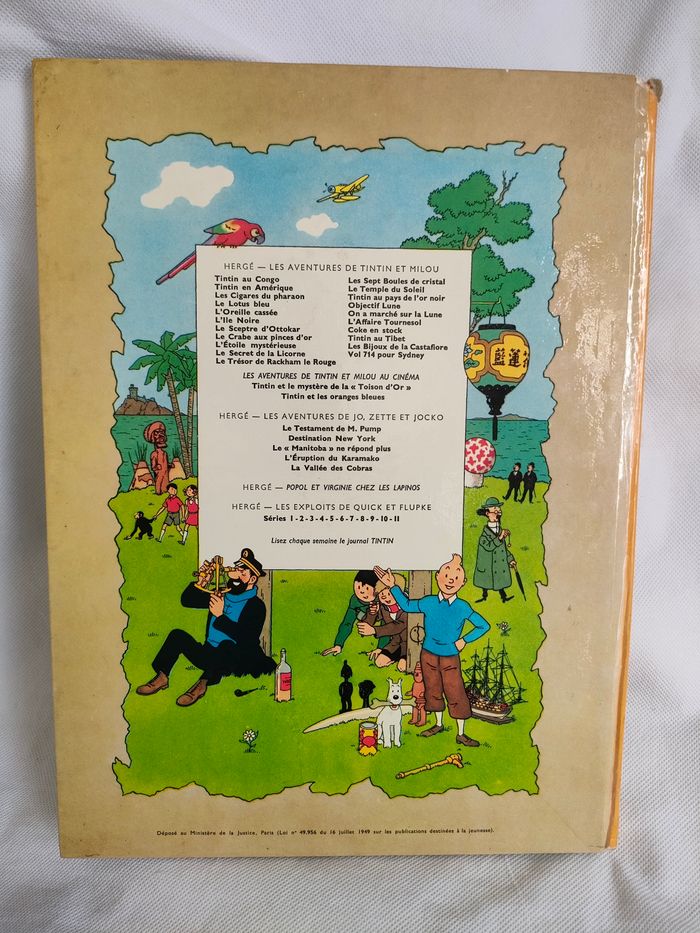 HERGÉ — LES AVENTURES DE TINTIN ET MILOU
Tintin au Congo
Tintin en Amérique
Les Cigares du pharaon
Le Lotus bleu
L'Oreille cassée
L'Ile Noire
Le Sceptre d'Ottokar
Le Crabe aux pinces d'or
L'Étoile mystérieuse
Le Secret de la Licorne
Le Trésor de Rackham le Rouge
Les Sept Boules de cristal
Le Temple du Soleil
Tintin au pays de l'or noir
Objectif Lune
On a marché sur la Lune
L'Affaire Tournesol
Coke en stock
Tintin au Tibet
Les Bijoux de la Castafiore
Vol 714 pour Sydney
LES AVENTURES DE TINTIN ET MILOU AU CINÉMA
Tintin et le mystère de la « Toison d'Or »
Tintin et les oranges bleues
HERGÉ — LES AVENTURES DE JO, ZETTE ET JOCKO
Le Testament de M. Pump
Destination New York
Le « Manitoba » ne répond plus
L'Éruption du Karamako
La Vallée des Cobras
HERGÉ — POPOL ET VIRGINIE CHEZ LES LAPINOS
HERGÉ — LES EXPLOITS DE QUICK ET FLUPKE
Séries 1 - 2 - 3 - 4 - 5 - 6 - 7 - 8 - 9 - 10 - 11
Lisez chaque semaine le journal TINTIN
藍蓮
Déposé au Ministère de la Justice, Paris (Loi n° 49.956 du 16 juillet 1949 sur les publications destinées à la jeunesse).